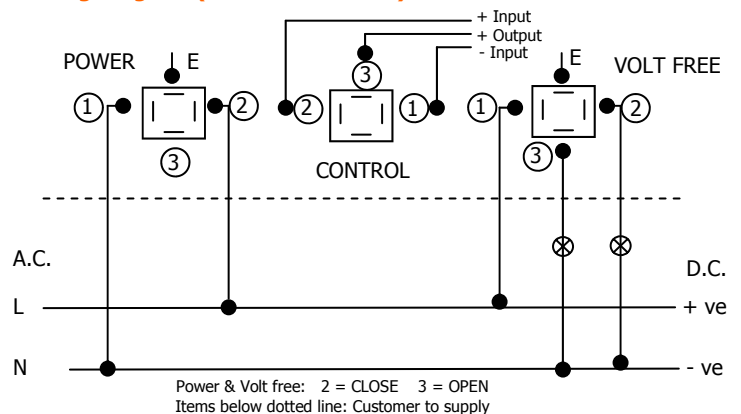 + Input
+ Output
- Input
POWER
E
1
2
3
3
2
1
CONTROL
E
VOLT FREE
1
2
3
A.C.
D.C.
L
+ ve
N
- ve
Power & Volt free: 2 = CLOSE 3 = OPEN
Items below dotted line: Customer to supply